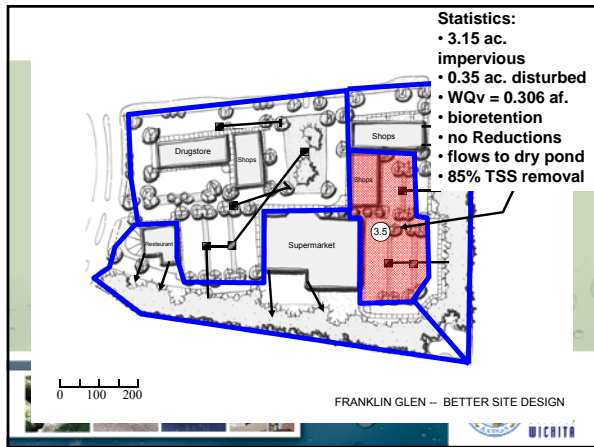 Statistics:
• 3.15 ac.
impervious
• 0.35 ac. disturbed
• WQv = 0.306 af.
• bioretention
• no Reductions
• flows to dry pond
• 85% TSS removal
Drugstore
Shops
Shops
Shops
3.5
Restaurant
Supermarket
0 100 200
FRANKLIN GLEN -- BETTER SITE DESIGN
WICHITA